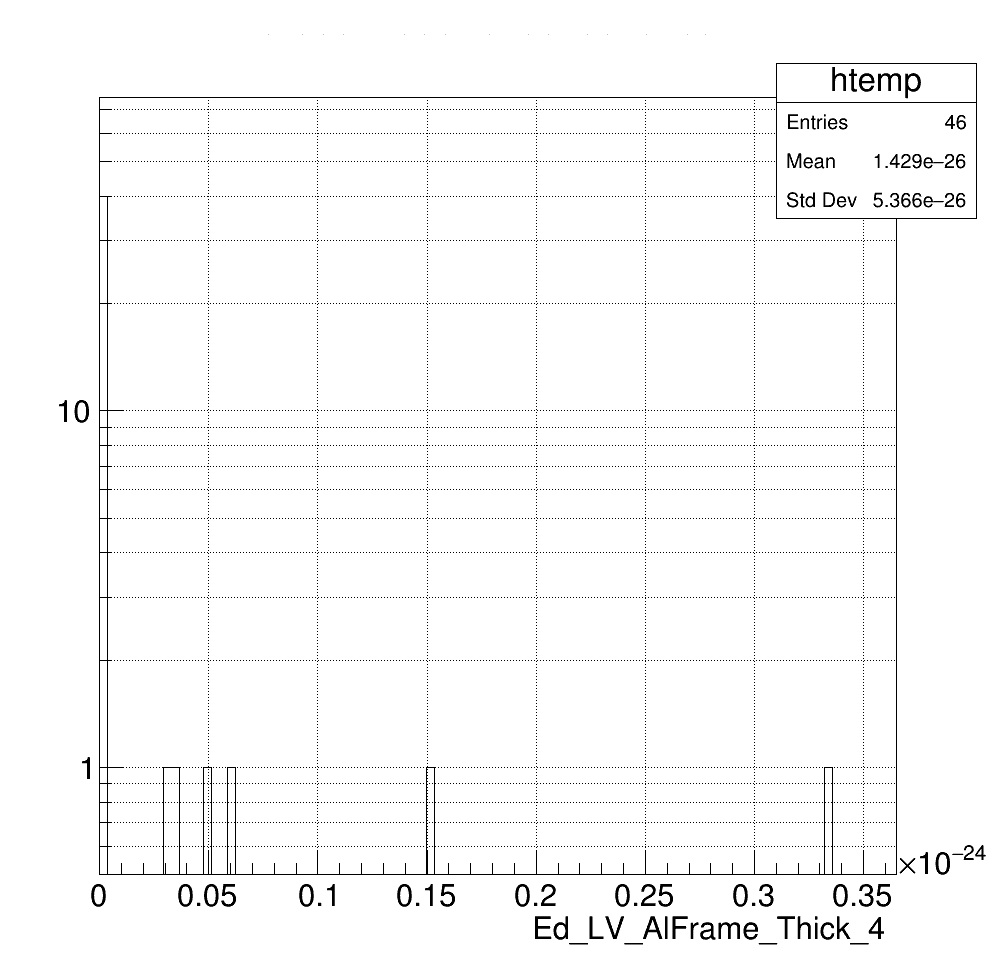 htemp
Entries 46
Mean 1.429e−26
Std Dev 5.366e−26
10
1
0 0.05 0.1 0.15 0.2 0.25 0.3 0.35
×10−24
Ed_LV_AlFrame_Thick_4